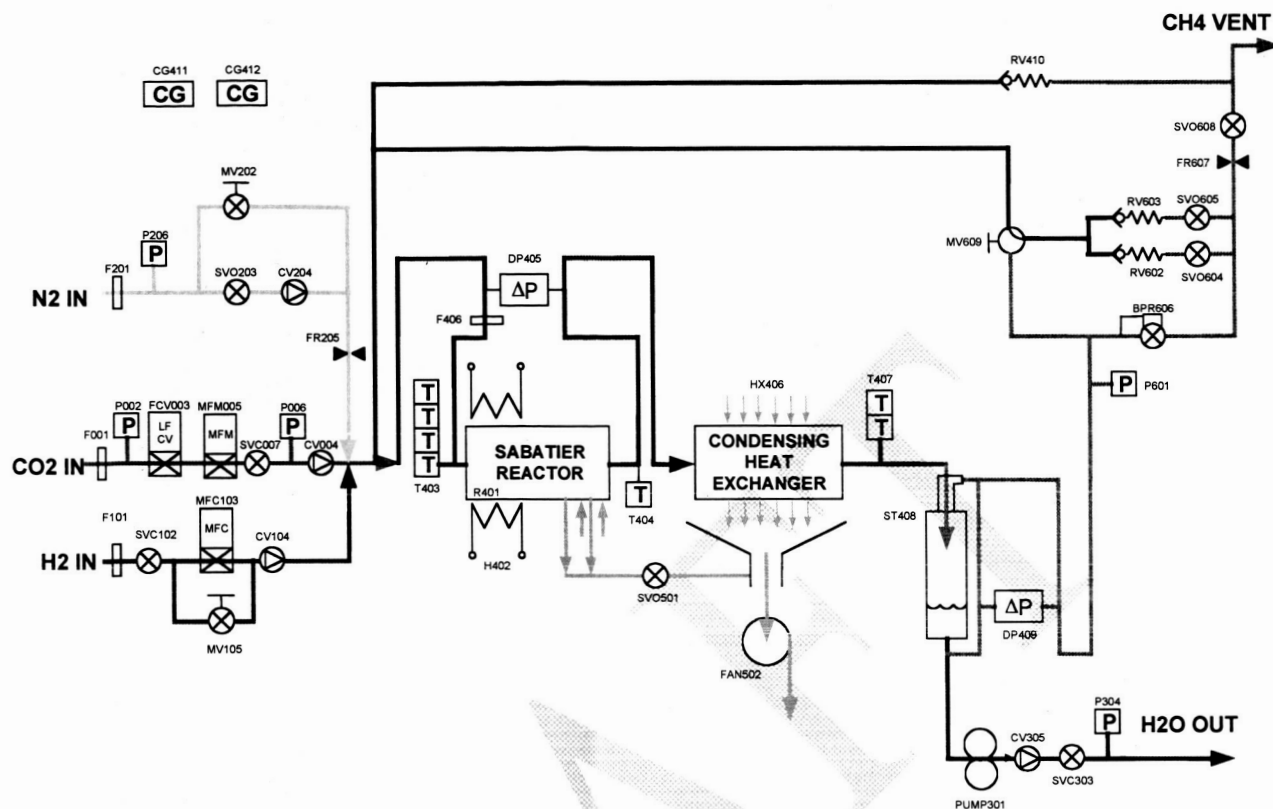 CH4 VENT
CG411
CG
CG412
CG
RV410
SVO608
FR607
MV202
P206
P
F201
SVO203
CV204
N2 IN
FR205
RV603
SVO605
MV609
RV602
SVO604
BPR606
P
P601
DP405
ΔP
F406
T
T
T
T
T403
HX406
T407
T
T
P002
P
FCV003
LF
CV
MFM005
MFM
SVC007
P006
P
CV004
F001
CO2 IN
SABATIER
REACTOR
R401
T
T404
H402
CONDENSING
HEAT
EXCHANGER
ST408
F101
SVC102
MFC103
MFC
CV104
H2 IN
MV105
SVO501
FAN502
ΔP
DP409
P304
P
H2O OUT
CV305
SVC303
PUMP301